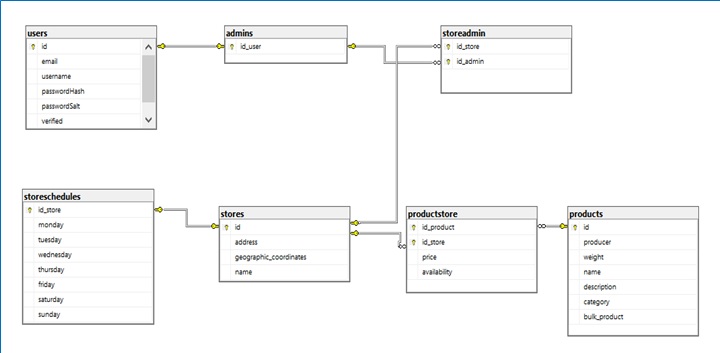 users
id
email
username
passwordHash
passwordSalt
verified
admins
id_user
storeadmin
id_store
id_admin
storeschedules
id_store
monday
tuesday
wednesday
thursday
friday
saturday
sunday
stores
id
address
geographic_coordinates
name
productstore
id_product
id_store
price
availability
products
id
producer
weight
name
description
category
bulk_product